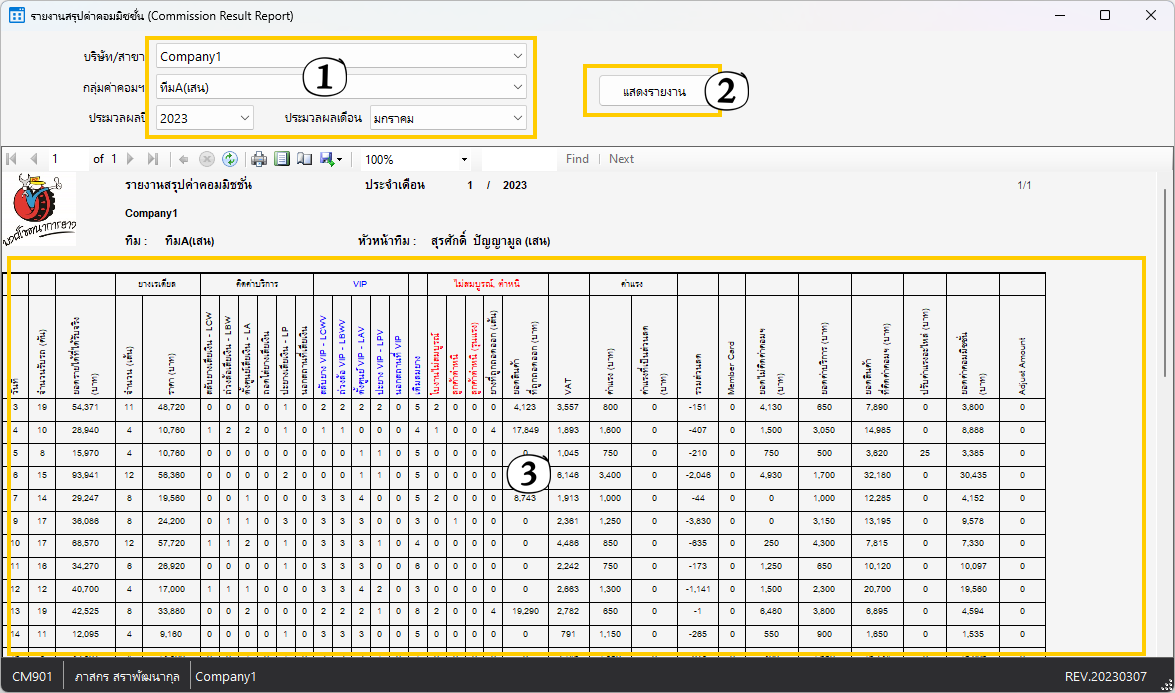 รายงานสรุปค่าคอมมิชชั่น (Commission Result Report)
บริษัท/สาขา Company1
กลุ่มค่าคอมฯ ทีมA(เสน)
ประมวลผลปี 2023 ประมวลผลเดือน มกราคม
1
แสดงรายงาน
2
1 of 1 100% Find | Next
รายงานสรุปค่าคอมมิชชั่น ประจำเดือน 1 / 2023 1/1
Company1
ทีม : ทีมA(เสน) หัวหน้าทีม : สุรศักดิ์ ปัญญามูล (เสน)
ยางเรเดียล คิดค่าบริการ VIP ไม่สมบูรณ์, ตำหนิ ค่าแรง
วันที่
จำนวนรับรถ (คัน)
ยอดรายได้ที่ได้รับจริง (บาท)
จำนวน (เส้น)
ราคา (บาท)
สลับยางเสียเงิน - LCW
ถ่วงล้อเสียเงิน - LBW
ตั้งศูนย์เสียเงิน - LA
ถอดใส่ยางเสียเงิน
ปะยางเสียเงิน - LP
นอกสถานที่เสียเงิน
สลับยาง VIP - LCWV
ถ่วงล้อ VIP - LBWV
ตั้งศูนย์ VIP - LAV
ปะยาง VIP - LPV
นอกสถานที่ VIP
เติมลมยาง
ใบงานไม่สมบูรณ์
ลูกค้าตำหนิ
ลูกค้าตำหนิ (รุนแรง)
ยางที่ถูกถอดออก (เส้น)
ยอดสินค้า ที่ถูกถอดออก (บาท)
VAT
ค่าแรง (บาท)
ค่าแรงที่เป็นส่วนลด (บาท)
รวมส่วนลด
Member Card
ยอดไม่คิดค่าคอมฯ (บาท)
ยอดค่าบริการ (บาท)
ยอดสินค้า ที่คิดค่าคอมฯ (บาท)
ปรับค่าแรงอะไหล่ (บาท)
ยอดค่าคอมมิชชั่น (บาท)
Adjust Amount
3 19 54,371 11 48,720 0 0 0 0 1 0 2 2 2 2 0 5 2 0 0 0 4,123 3,557 800 0 -151 0 4,130 650 7,890 0 3,800 0
4 10 28,940 4 10,760 1 2 2 0 1 0 1 1 0 0 0 4 1 0 0 4 17,849 1,893 1,600 0 -407 0 1,500 3,050 14,985 0 8,888 0
5 8 15,970 4 10,760 0 0 0 0 0 0 0 0 1 1 0 5 0 0 0 0 0 1,045 750 0 -210 0 750 500 3,620 25 3,385 0
6 15 93,941 12 56,360 0 0 0 0 2 0 0 0 1 1 0 5 0 0 0 0 6,146 3,400 0 -2,046 0 4,930 1,700 32,180 0 30,435 0
3
7 14 29,247 8 19,560 0 0 1 0 0 0 3 3 4 0 0 5 2 0 0 0 6,743 1,913 1,000 0 -44 0 0 1,000 12,285 0 4,152 0
9 17 36,086 8 24,200 0 1 1 0 3 0 3 3 3 0 0 3 0 1 0 0 0 2,361 1,250 0 -3,830 0 0 3,150 13,195 0 9,578 0
10 17 68,570 12 57,720 1 1 2 0 1 0 3 3 3 1 0 4 0 0 0 0 0 4,486 850 0 -635 0 250 4,300 7,815 0 7,330 0
11 16 34,270 6 26,920 0 0 0 0 1 0 3 3 3 0 0 6 0 0 0 0 0 2,242 750 0 -173 0 1,250 650 10,120 0 10,097 0
12 12 40,700 4 17,000 1 1 1 0 0 0 3 3 4 2 0 3 0 0 0 0 0 2,663 1,300 0 -1,141 0 1,500 2,300 20,700 0 19,560 0
13 19 42,525 8 33,880 0 0 2 0 0 0 2 2 2 1 0 8 2 0 0 4 19,290 2,782 650 0 -1 0 6,480 3,800 6,895 0 4,594 0
14 11 12,095 4 9,160 0 0 0 0 1 0 3 3 3 0 0 5 0 0 0 0 0 791 1,150 0 -265 0 550 900 1,650 0 1,535 0
CM901 ภาสกร สราพัฒนากุล Company1 REV.20230307